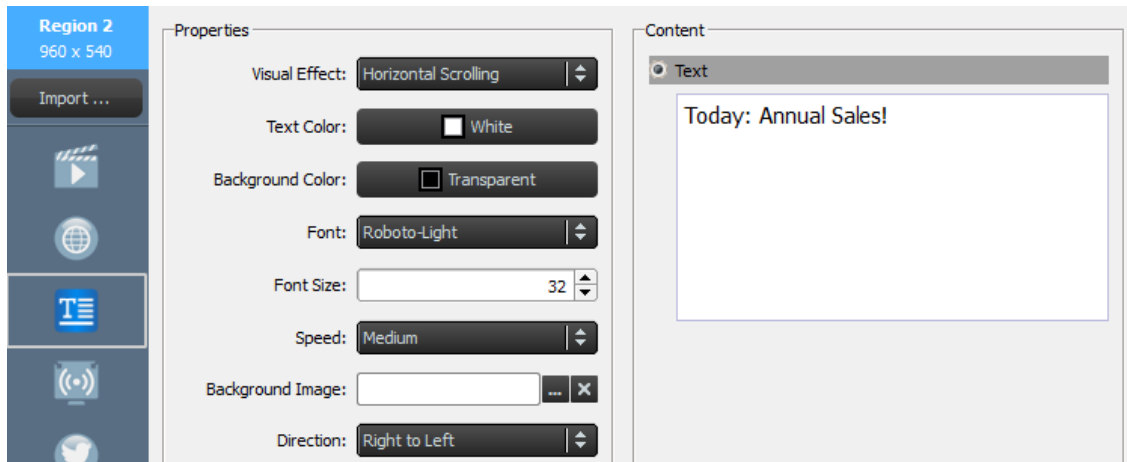 Region 2
960 x 540
Import ...
Properties
Visual Effect: Horizontal Scrolling
Text Color: White
Background Color: Transparent
Font: Roboto-Light
Font Size: 32
Speed: Medium
Background Image: ...
Direction: Right to Left
Content
Text
Today: Annual Sales!